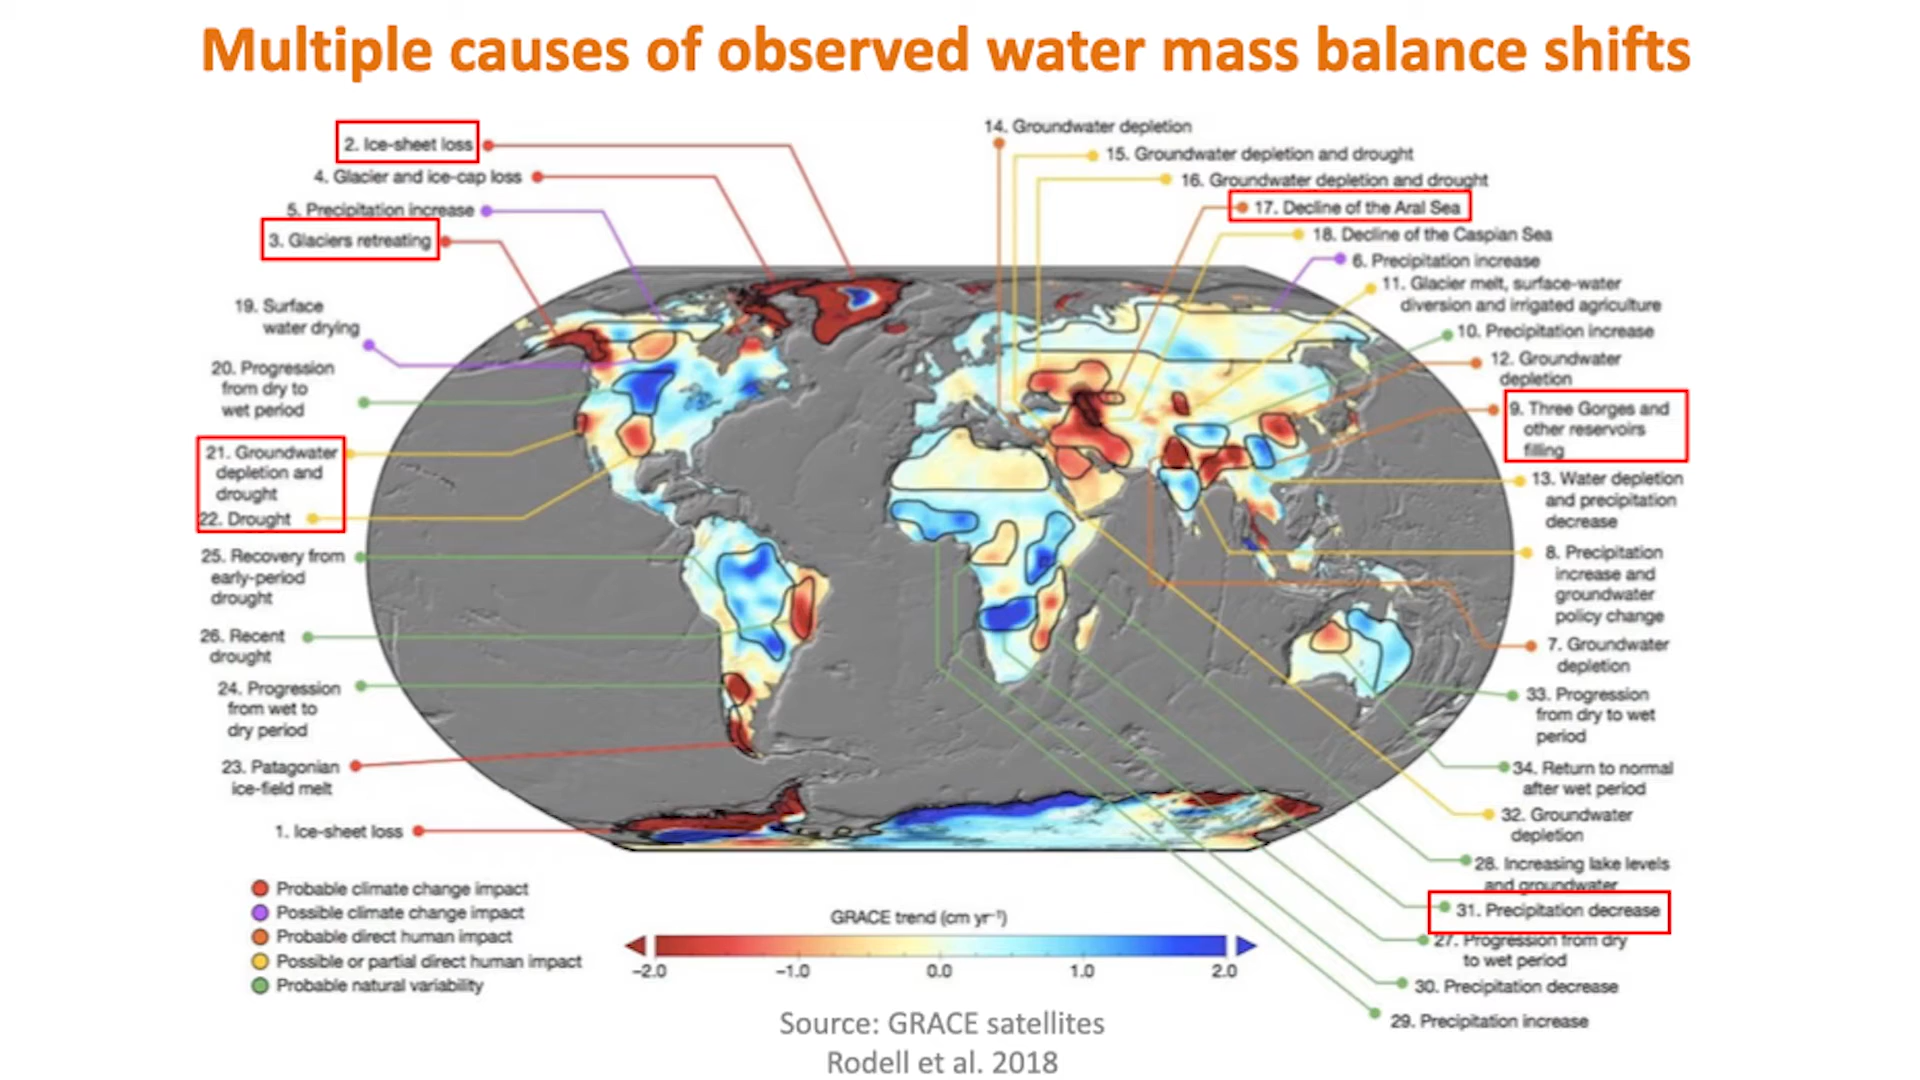 Multiple causes of observed water mass balance shifts
2. Ice-sheet loss
4. Glacier and ice-cap loss
5. Precipitation increase
3. Glaciers retreating
19. Surface
water drying
20. Progression
from dry to
wet period
21. Groundwater
depletion and
drought
22. Drought
25. Recovery from
early-period
drought
26. Recent
drought
24. Progression
from wet to
dry period
23. Patagonian
ice-field melt
1. Ice-sheet loss
14. Groundwater depletion
15. Groundwater depletion and drought
16. Groundwater depletion and drought
17. Decline of the Aral Sea
18. Decline of the Caspian Sea
6. Precipitation increase
11. Glacier melt, surface-water
diversion and irrigated agriculture
10. Precipitation increase
12. Groundwater
depletion
9. Three Gorges and
other reservoirs
filling
13. Water depletion
and precipitation
decrease
8. Precipitation
increase and
groundwater
policy change
7. Groundwater
depletion
33. Progression
from dry to wet
period
34. Return to normal
after wet period
32. Groundwater
depletion
28. Increasing lake levels
and groundwater
31. Precipitation decrease
27. Progression from dry
to wet period
30. Precipitation decrease
29. Precipitation increase
Probable climate change impact
Possible climate change impact
Probable direct human impact
Possible or partial direct human impact
Probable natural variability
GRACE trend (cm yr⁻¹)
−2.0 −1.0 0.0 1.0 2.0
Source: GRACE satellites
Rodell et al. 2018